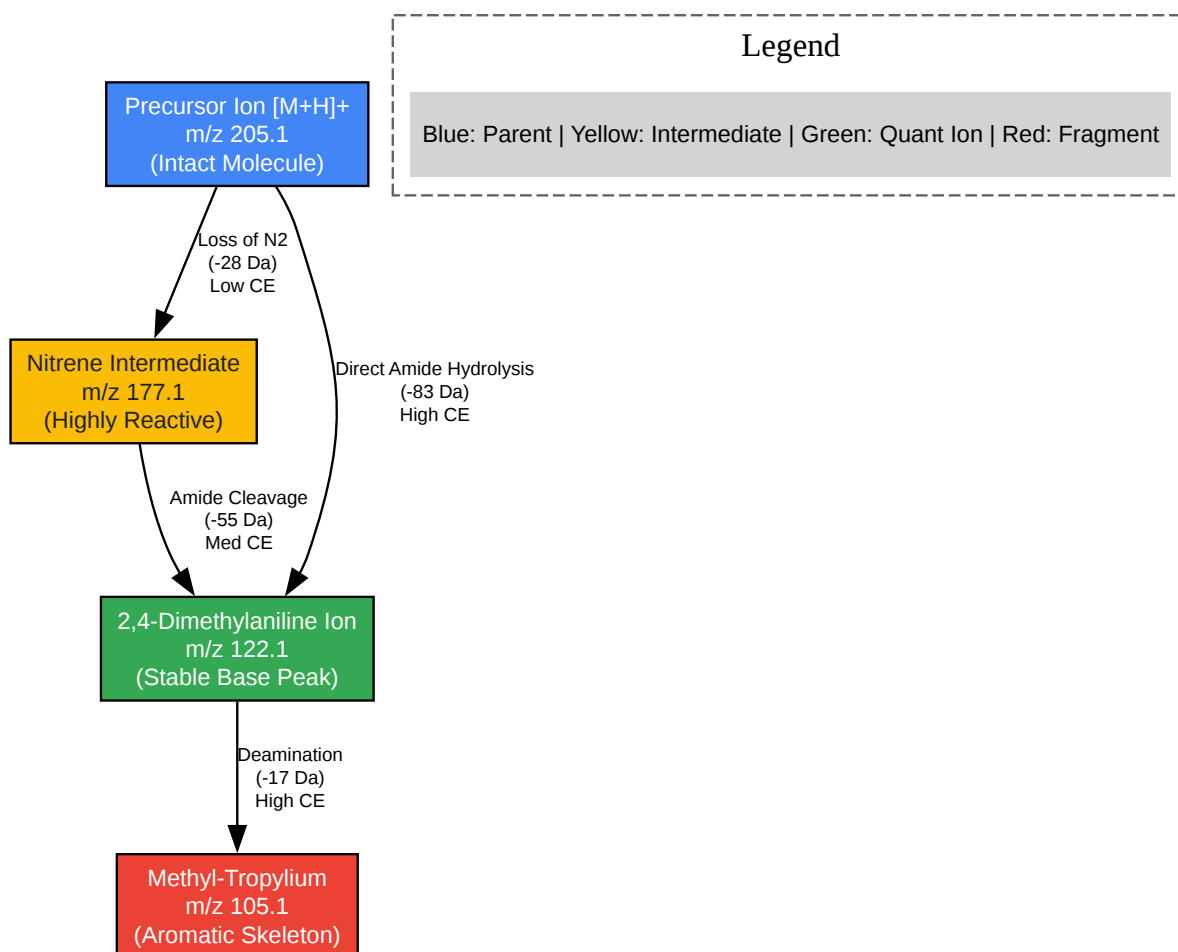 Legend
Blue: Parent | Yellow: Intermediate | Green: Quant Ion | Red: Fragment
Precursor Ion [M+H]+
m/z 205.1
(Intact Molecule)
Loss of N2
(-28 Da)
Low CE
Nitrene Intermediate
m/z 177.1
(Highly Reactive)
Direct Amide Hydrolysis
(-83 Da)
High CE
Amide Cleavage
(-55 Da)
Med CE
2,4-Dimethylaniline Ion
m/z 122.1
(Stable Base Peak)
Deamination
(-17 Da)
High CE
Methyl-Tropylium
m/z 105.1
(Aromatic Skeleton)